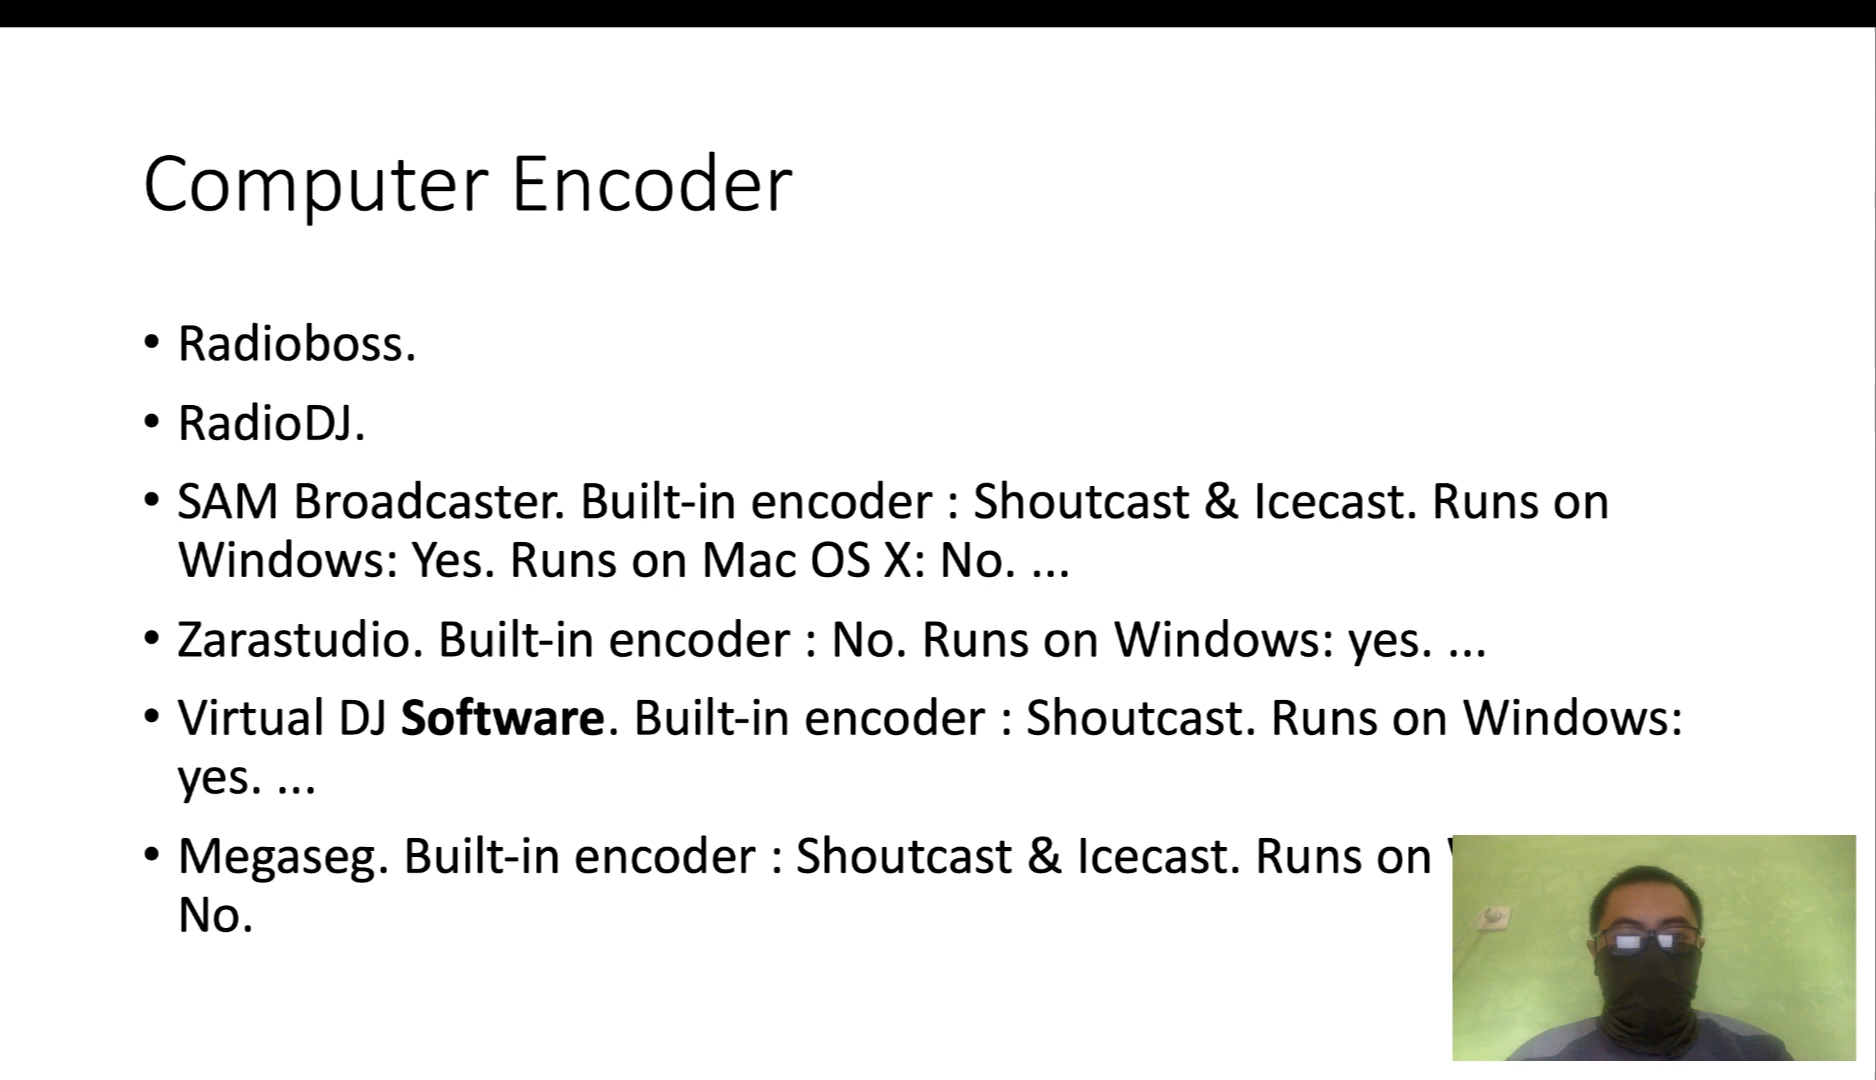 Computer Encoder
• Radioboss.
• RadioDJ.
• SAM Broadcaster. Built-in encoder : Shoutcast & Icecast. Runs on
Windows: Yes. Runs on Mac OS X: No. ...
• Zarastudio. Built-in encoder : No. Runs on Windows: yes. ...
• Virtual DJ Software. Built-in encoder : Shoutcast. Runs on Windows:
yes. ...
• Megaseg. Built-in encoder : Shoutcast & Icecast. Runs on
No.